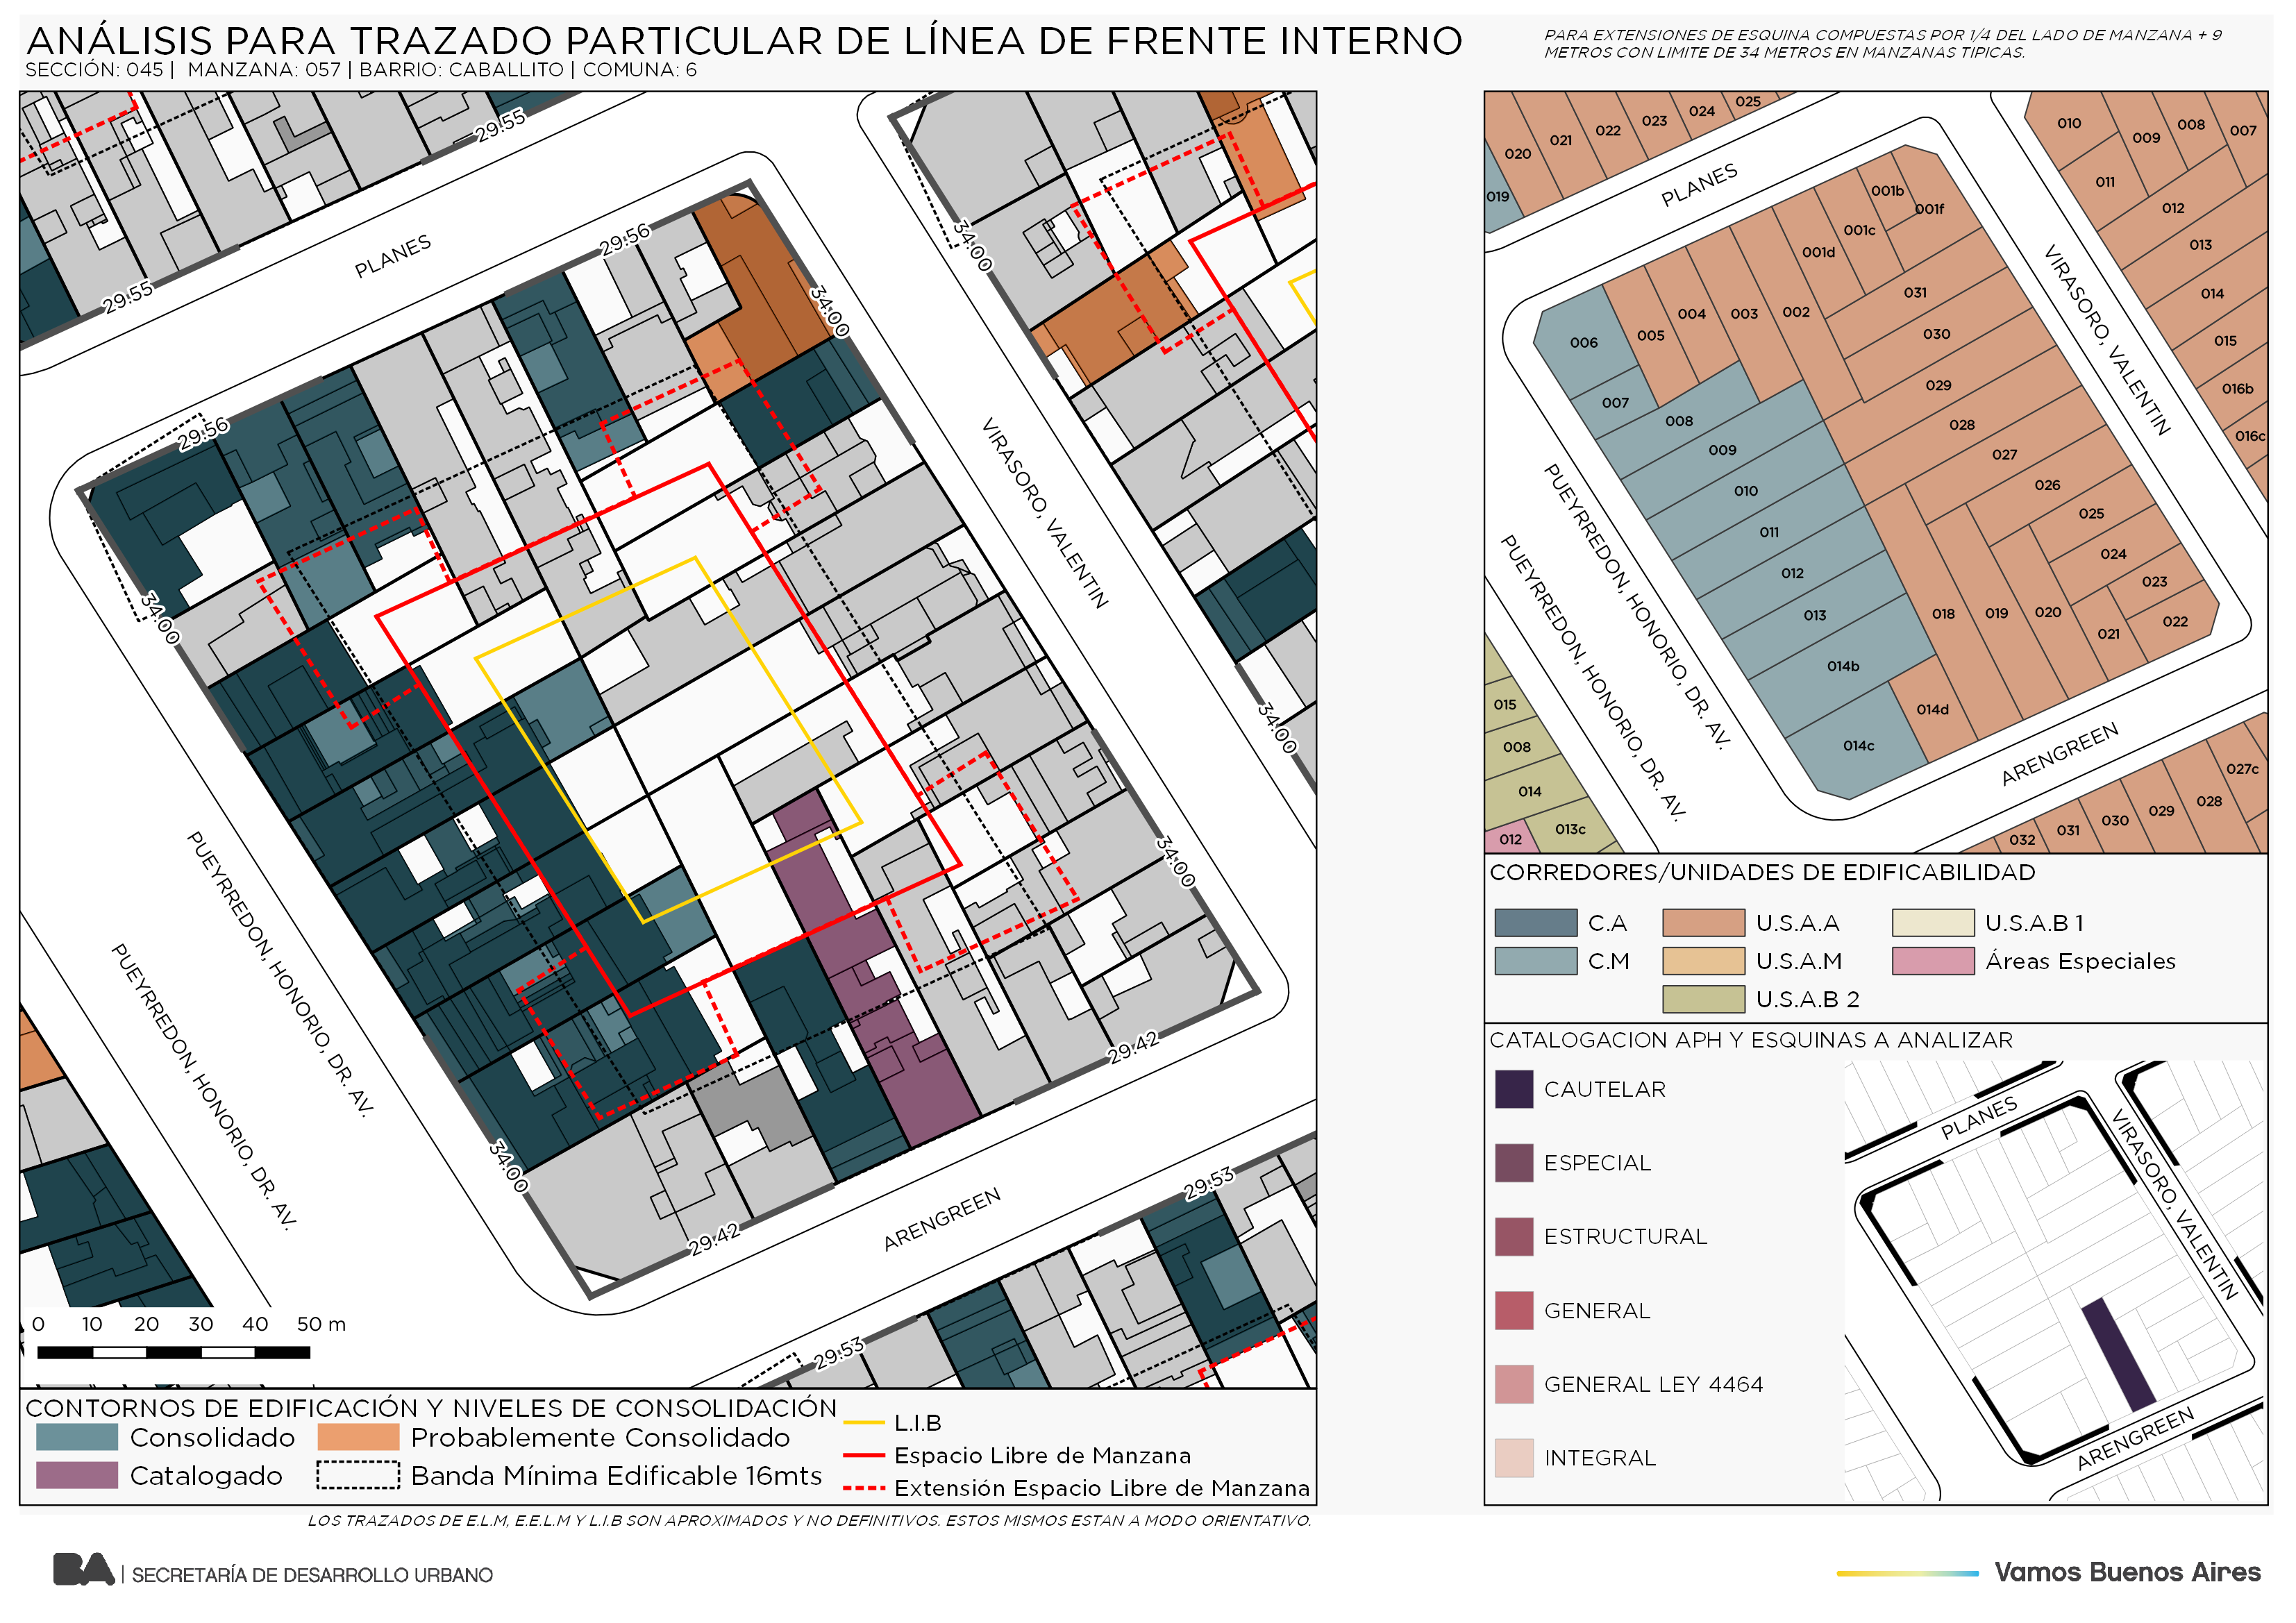 ANÁLISIS PARA TRAZADO PARTICULAR DE LÍNEA DE FRENTE INTERNO
SECCIÓN: 045 | MANZANA: 057 | BARRIO: CABALLITO | COMUNA: 6
PARA EXTENSIONES DE ESQUINA COMPUESTAS POR 1/4 DEL LADO DE MANZANA + 9
METROS CON LIMITE DE 34 METROS EN MANZANAS TIPICAS.
29.55
29.55
PLANES
29.56
29.56
34.00
34.00
34.00
34.00
VIRASORO, VALENTIN
34.00
34.00
PUEYRREDON, HONORIO, DR. AV.
PUEYRREDON, HONORIO, DR. AV.
29.42
29.42
ARENGREEN
29.53
29.53
0 10 20 30 40 50 m
CONTORNOS DE EDIFICACIÓN Y NIVELES DE CONSOLIDACIÓN
Consolidado
Probablemente Consolidado
Catalogado
Banda Mínima Edificable 16mts
L.I.B
Espacio Libre de Manzana
Extensión Espacio Libre de Manzana
LOS TRAZADOS DE E.L.M, E.E.L.M Y L.I.B SON APROXIMADOS Y NO DEFINITIVOS. ESTOS MISMOS ESTAN A MODO ORIENTATIVO.
019
020
021
022
023
024
025
PLANES
010
009
008
007
011
012
013
014
015
016b
016c
VIRASORO, VALENTIN
001b
001f
001c
001d
002
003
004
005
006
007
008
009
010
011
012
013
014b
014c
014d
031
030
029
028
027
026
025
024
023
022
021
020
019
018
PUEYRREDON, HONORIO, DR. AV.
PUEYRREDON, HONORIO, DR. AV.
015
008
014
013c
012
ARENGREEN
032
031
030
029
028
027c
CORREDORES/UNIDADES DE EDIFICABILIDAD
C.A
U.S.A.A
U.S.A.B 1
C.M
U.S.A.M
Áreas Especiales
U.S.A.B 2
CATALOGACION APH Y ESQUINAS A ANALIZAR
CAUTELAR
ESPECIAL
ESTRUCTURAL
GENERAL
GENERAL LEY 4464
INTEGRAL
PLANES
VIRASORO, VALENTIN
ARENGREEN
BA | SECRETARÍA DE DESARROLLO URBANO
Vamos Buenos Aires